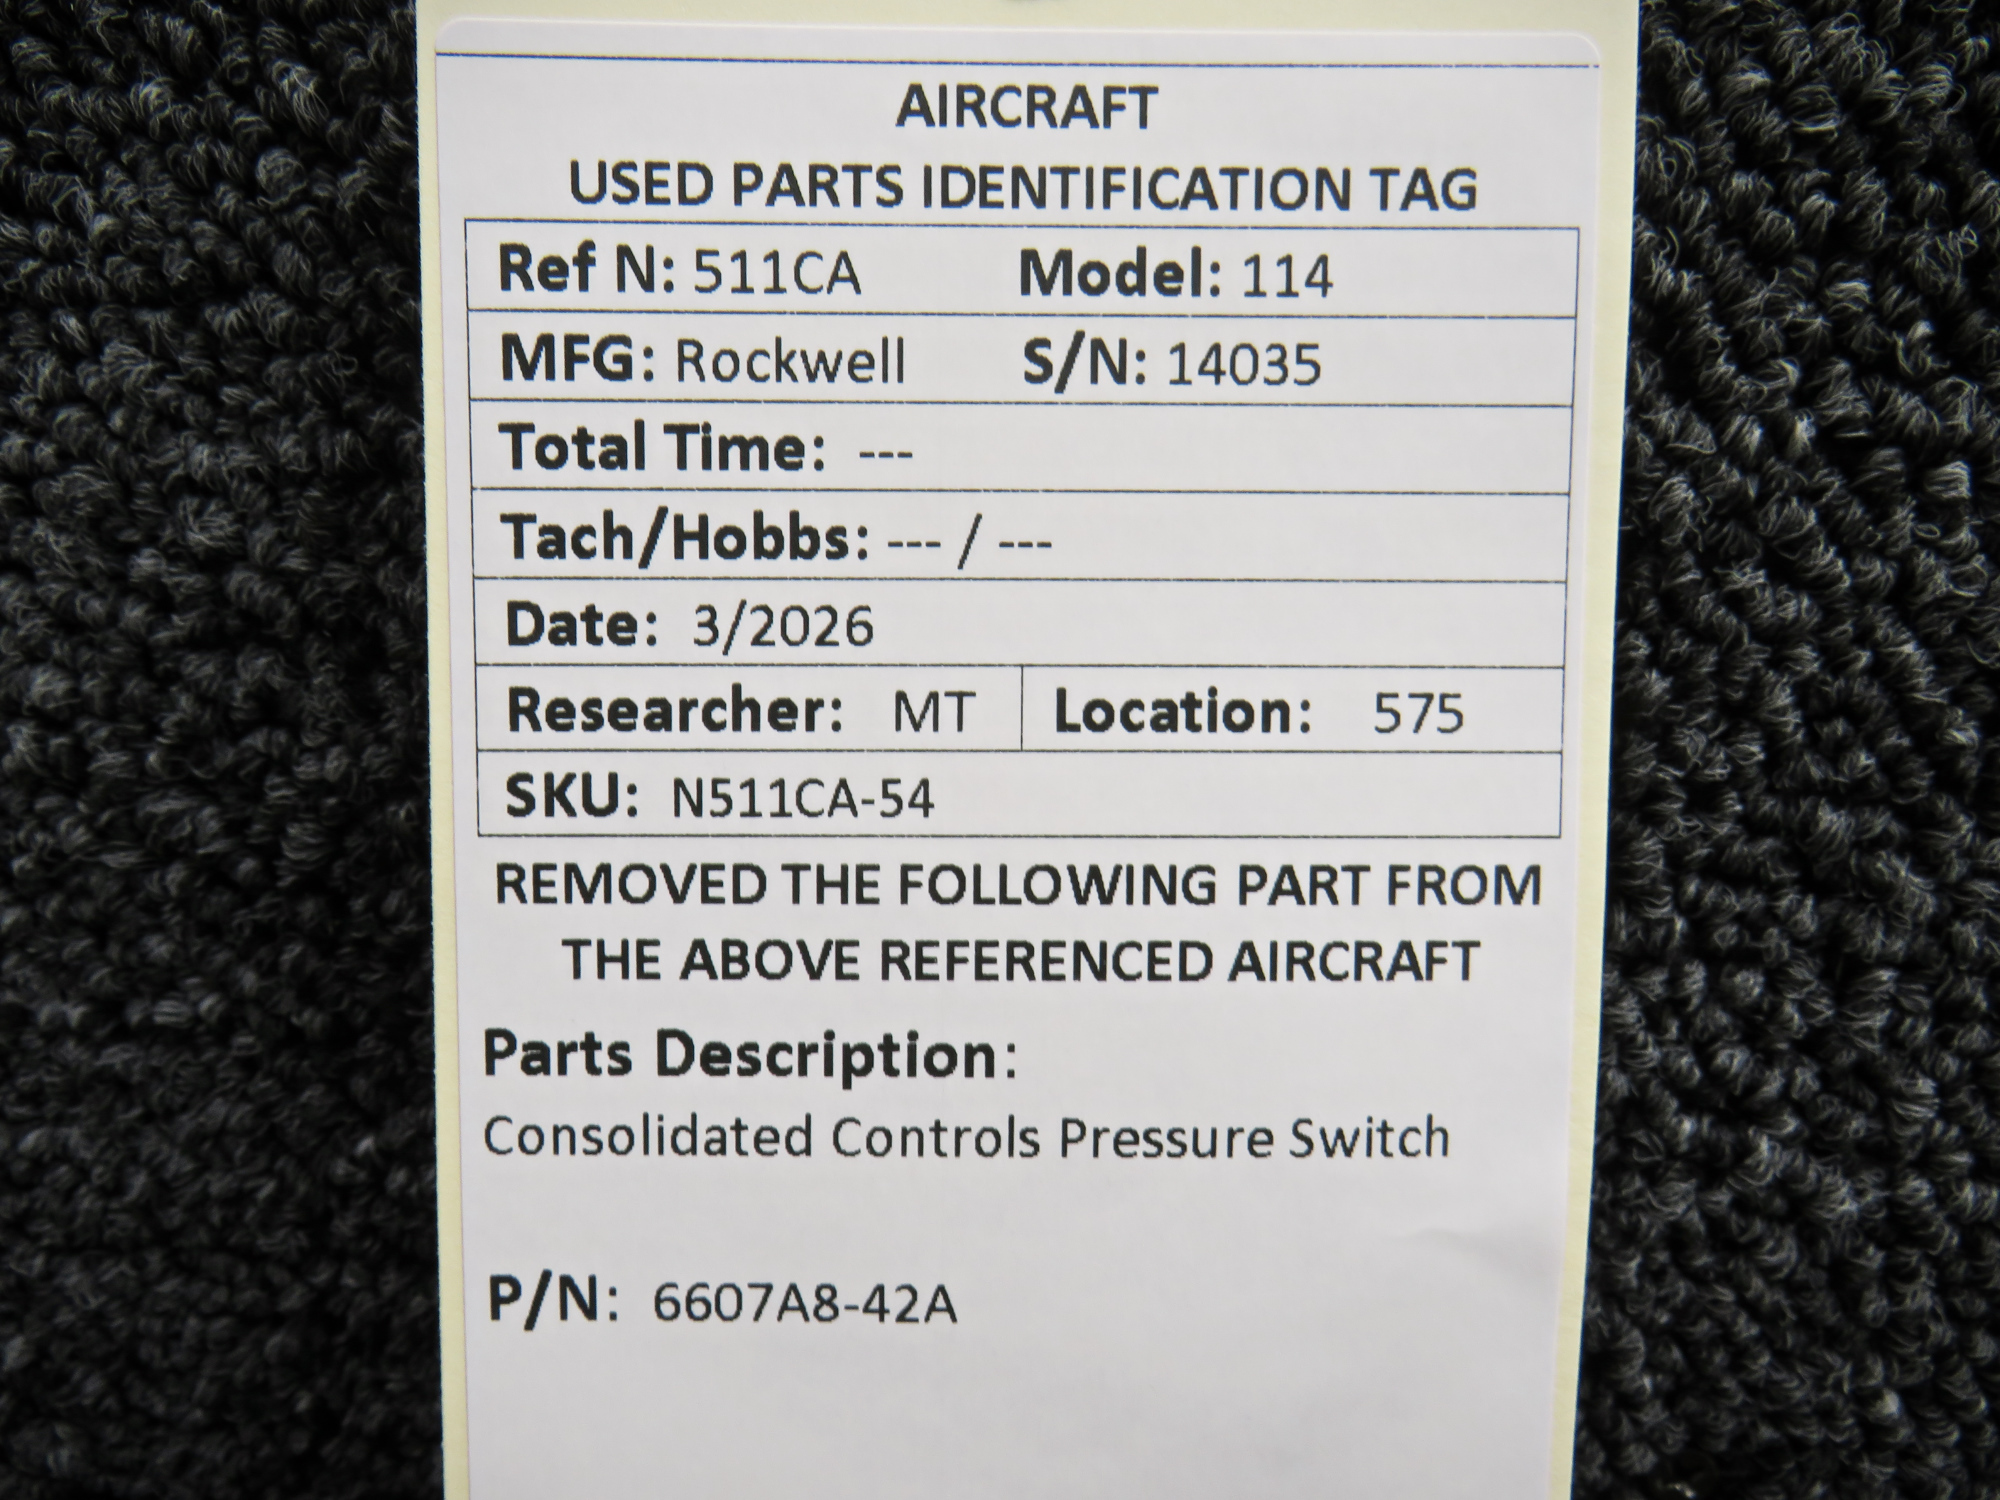 AIRCRAFT
USED PARTS IDENTIFICATION TAG
Ref N: 511CA Model: 114
MFG: Rockwell S/N: 14035
Total Time: ---
Tach/Hobbs: --- / ---
Date: 3/2026
Researcher: MT Location: 575
SKU: N511CA-54
REMOVED THE FOLLOWING PART FROM
THE ABOVE REFERENCED AIRCRAFT
Parts Description:
Consolidated Controls Pressure Switch
P/N: 6607A8-42A